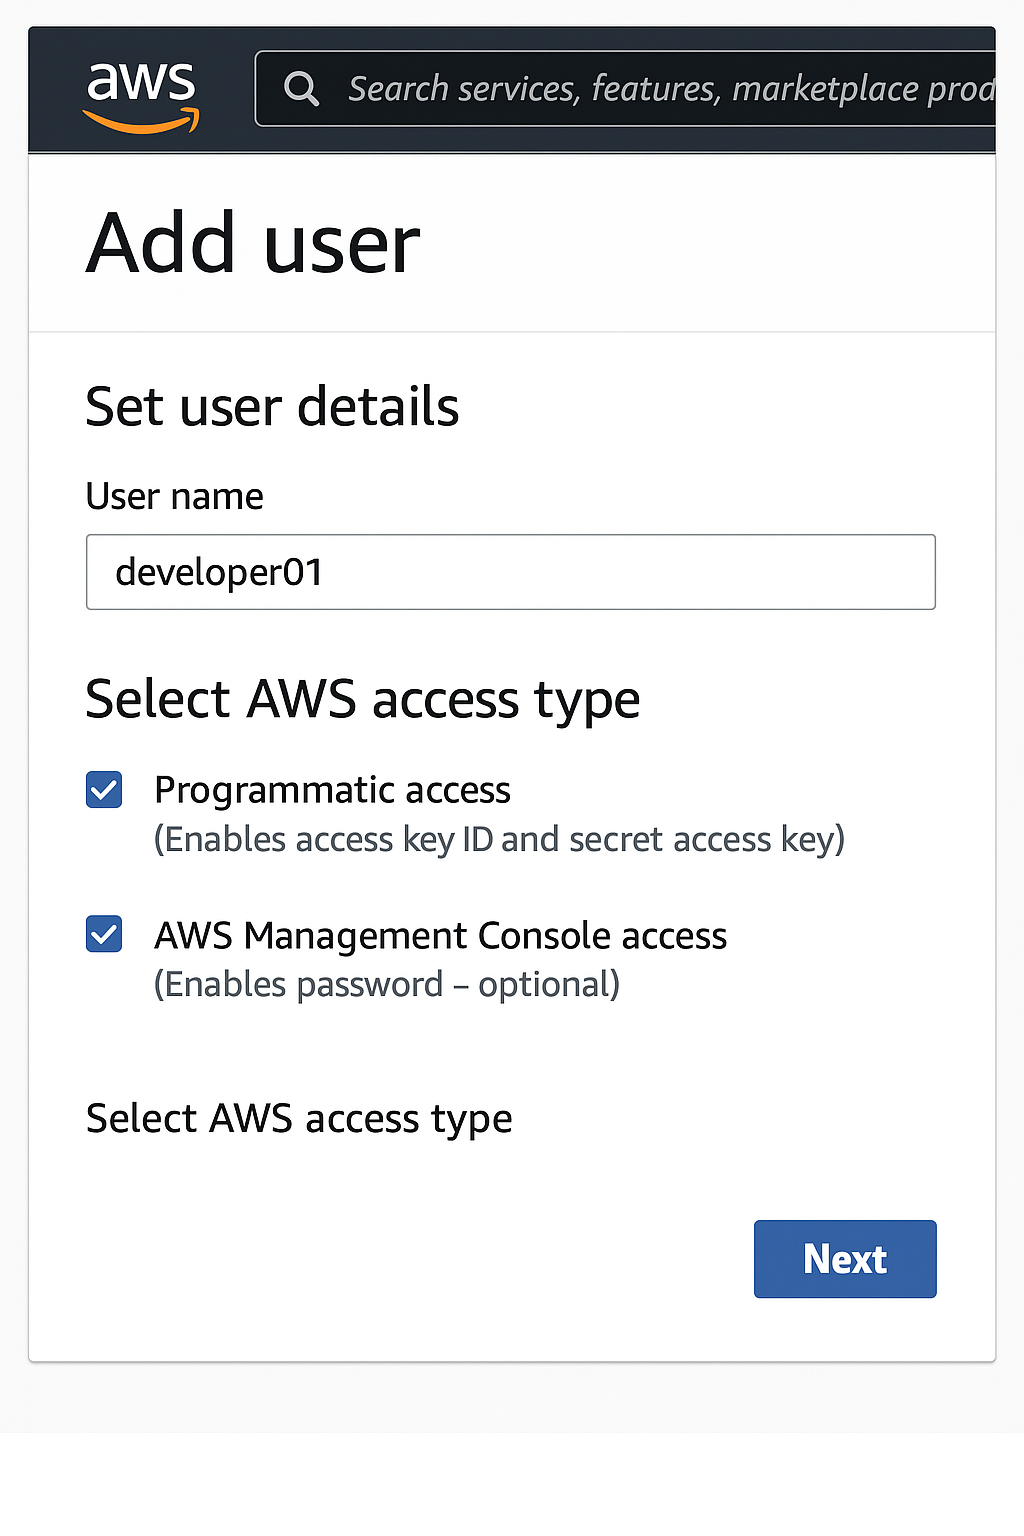 aws
Search services, features, marketplace prod
Add user
Set user details
User name
developer01
Select AWS access type
Programmatic access
(Enables access key ID and secret access key)
AWS Management Console access
(Enables password – optional)
Select AWS access type
Next